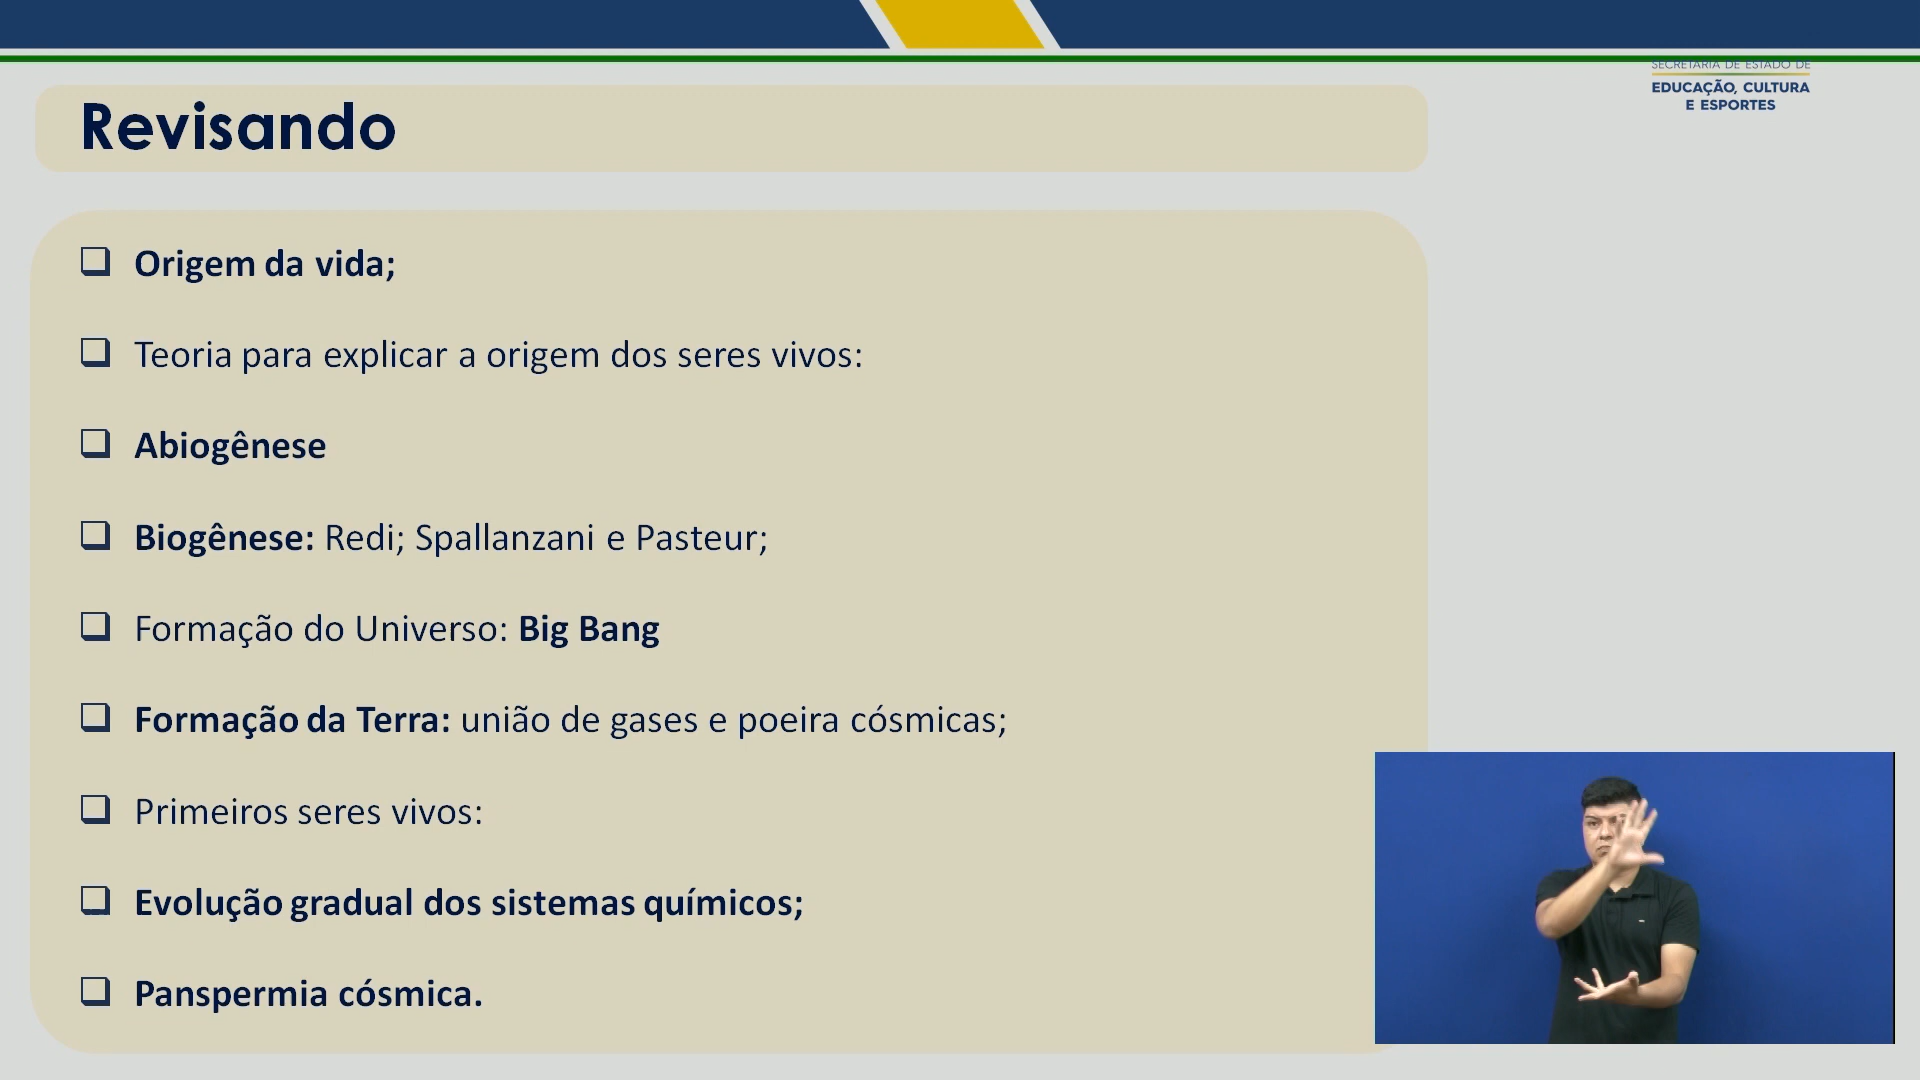 SECRETARIA DE ESTADO DE
EDUCAÇÃO, CULTURA
E ESPORTES
Revisando
Origem da vida;
Teoria para explicar a origem dos seres vivos:
Abiogênese
Biogênese: Redi; Spallanzani e Pasteur;
Formação do Universo: Big Bang
Formação da Terra: união de gases e poeira cósmicas;
Primeiros seres vivos:
Evolução gradual dos sistemas químicos;
Panspermia cósmica.